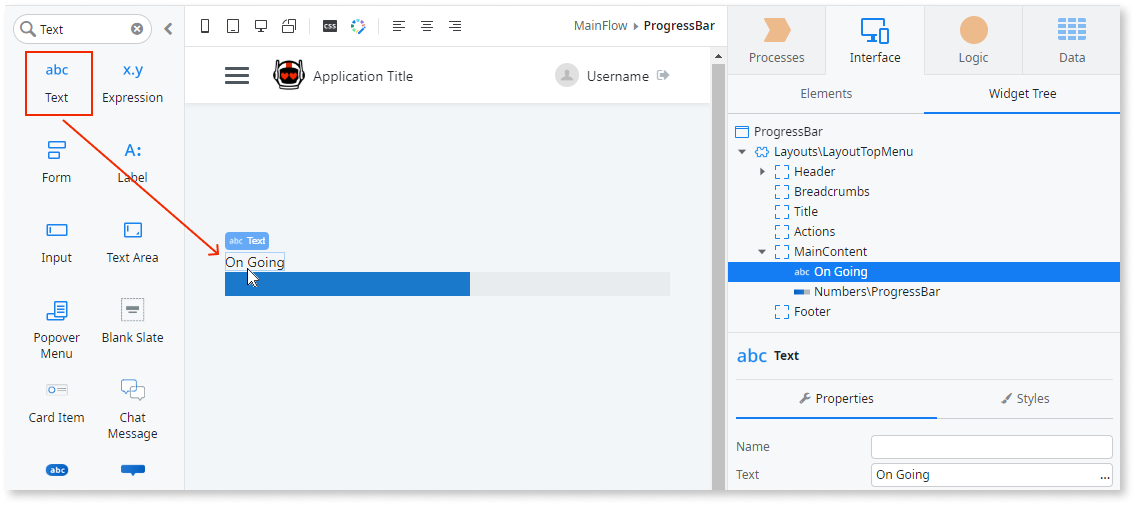 Text
abc
Text
x.y
Expression
Form
A:
Label
Input
Text Area
Popover
Menu
Blank Slate
Card Item
Chat
Message
abc
css
MainFlow ▸ ProgressBar
Application Title
Username
abc Text
On Going
Processes
Interface
Logic
Data
Elements
Widget Tree
ProgressBar
Layouts\LayoutTopMenu
Header
Breadcrumbs
Title
Actions
MainContent
abc On Going
Numbers\ProgressBar
Footer
abc Text
Properties
Styles
Name
Text
On Going ...